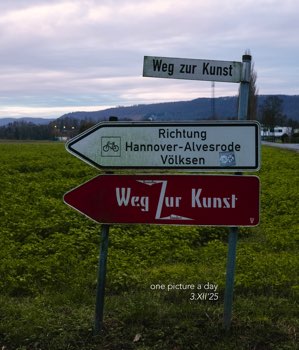 Weg zur Kunst
Richtung
Hannover-Alvesrode
Völksen
Weg Zur Kunst
one picture a day
3.XII'25